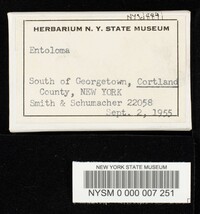 HERBARIUM N. Y. STATE MUSEUM
Entoloma
South of Georgetown, Cortland
County, NEW YORK
Smith & Schumacher 22058
Sept. 2, 1955
NEW YORK STATE MUSEUM
NYSM 0 000 007 251